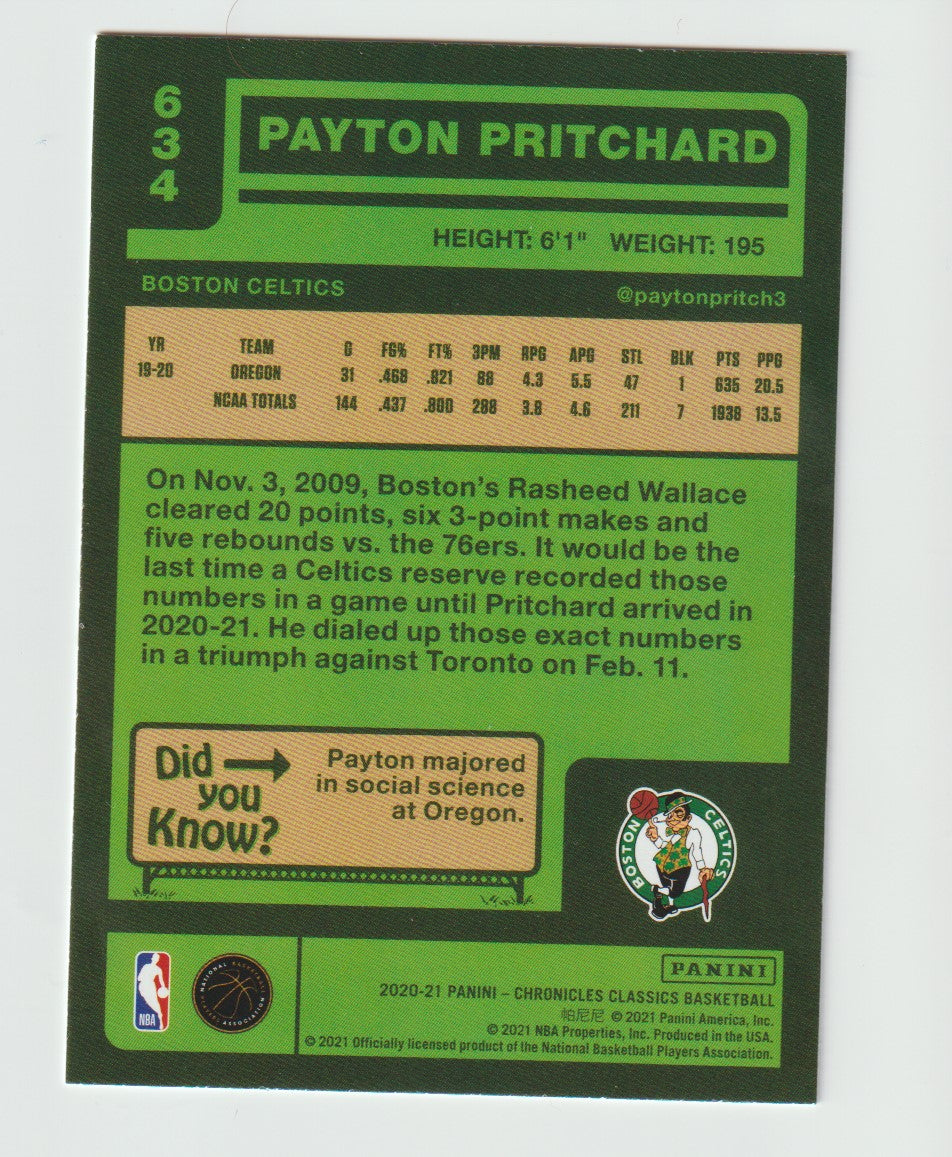 634
PAYTON PRITCHARD
HEIGHT: 6'1" WEIGHT: 195
BOSTON CELTICS
@paytonpritch3
YR TEAM G FG% FT% 3PM RPG APG STL BLK PTS PPG
19-20 OREGON 31 .468 .821 88 4.3 5.5 47 1 635 20.5
NCAA TOTALS 144 .437 .800 288 3.8 4.6 211 7 1938 13.5
On Nov. 3, 2009, Boston's Rasheed Wallace
cleared 20 points, six 3-point makes and
five rebounds vs. the 76ers. It would be the
last time a Celtics reserve recorded those
numbers in a game until Pritchard arrived in
2020-21. He dialed up those exact numbers
in a triumph against Toronto on Feb. 11.
Did
you
Know?
Payton majored
in social science
at Oregon.
BOSTON CELTICS
NBA
NATIONAL BASKETBALL
PLAYERS ASSOCIATION
PANINI
2020-21 PANINI – CHRONICLES CLASSICS BASKETBALL
帕尼尼 © 2021 Panini America, Inc.
© 2021 NBA Properties, Inc. Produced in the USA.
© 2021 Officially licensed product of the National Basketball Players Association.